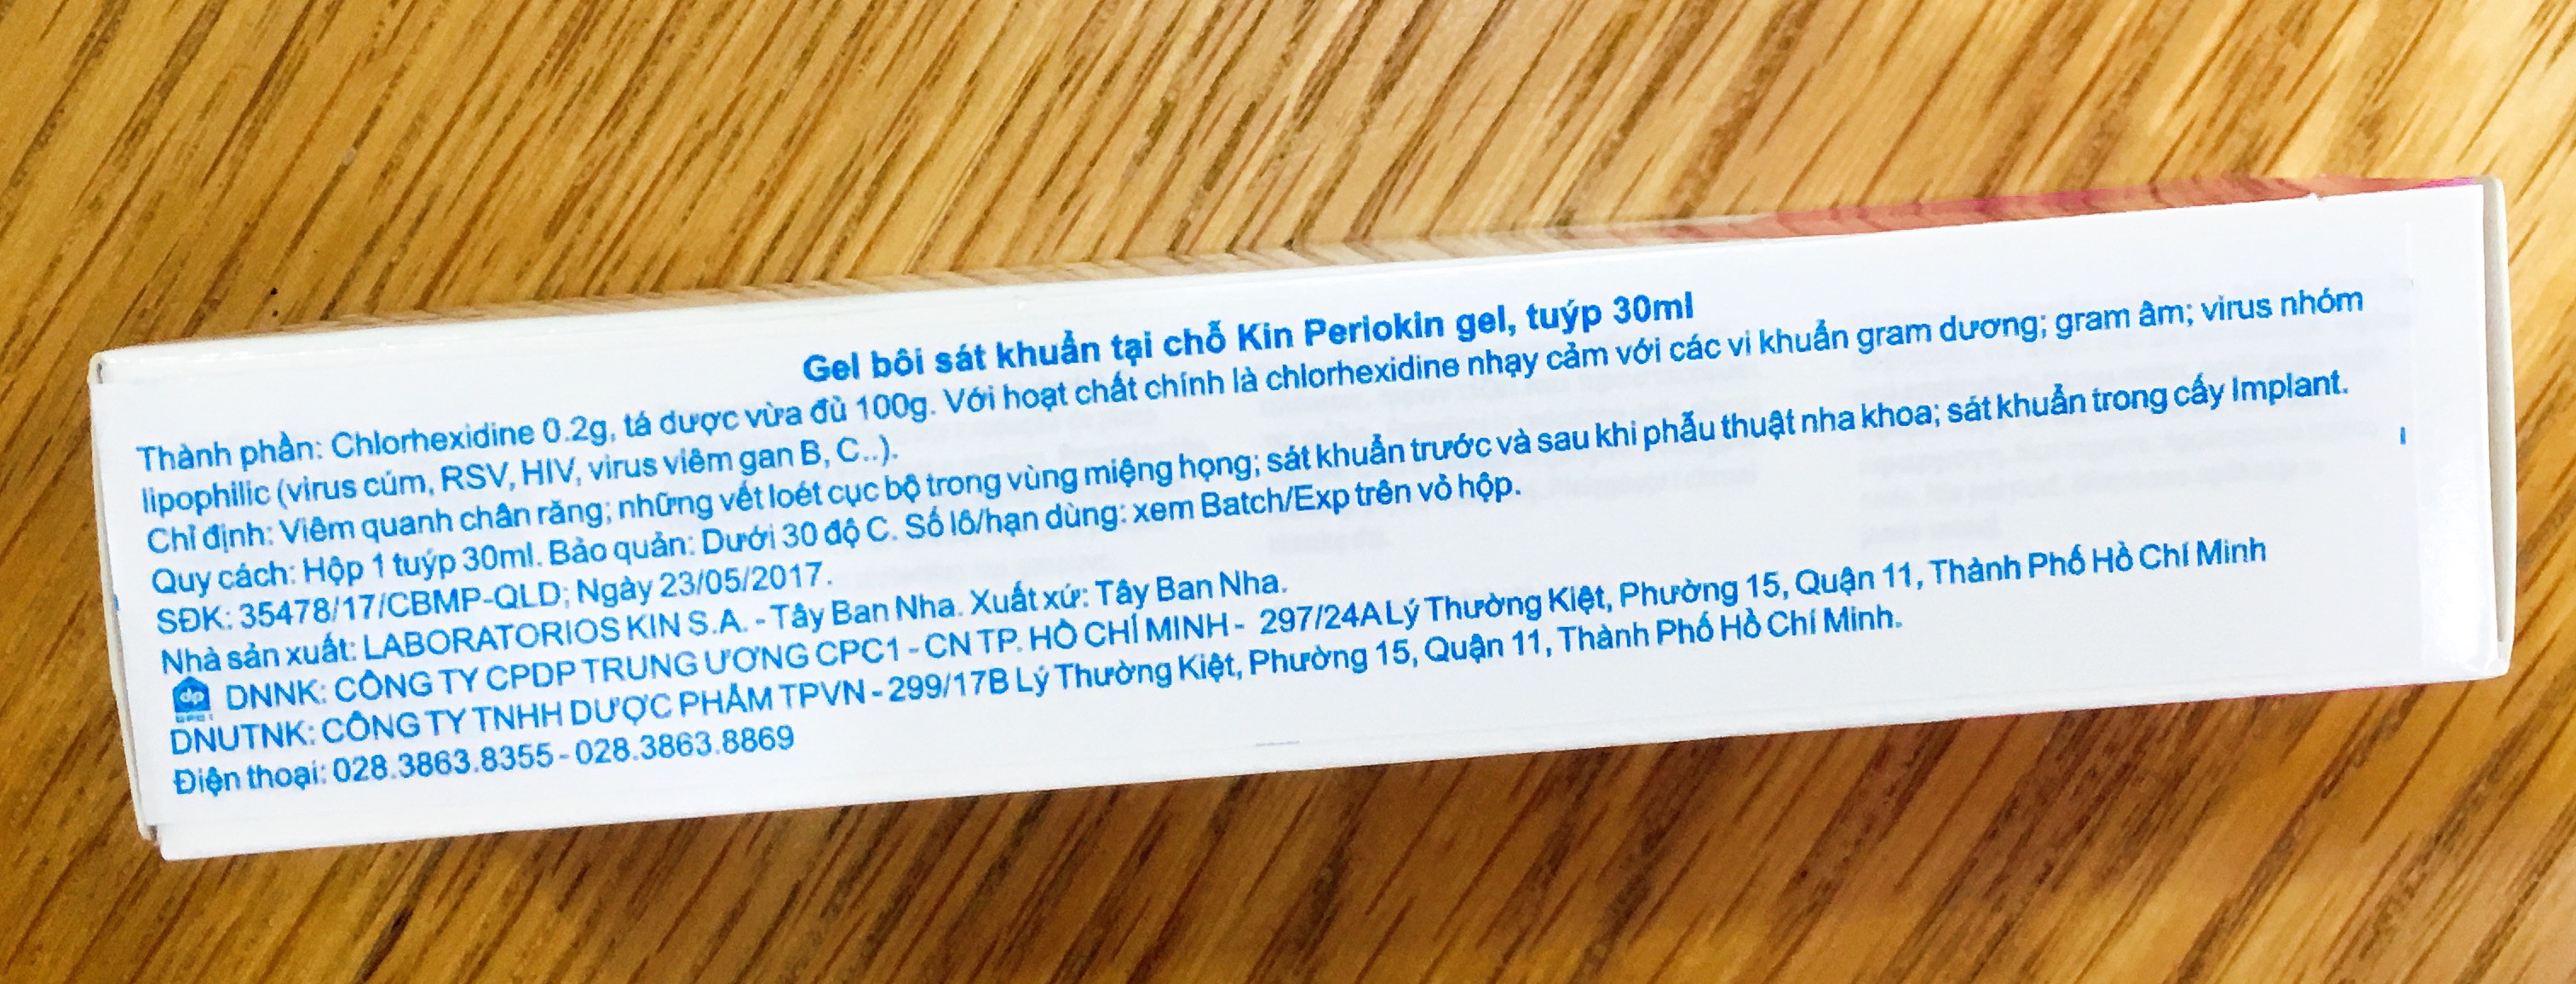 Gel bôi sát khuẩn tại chỗ Kin Periokin gel, tuýp 30ml
Thành phần: Chlorhexidine 0.2g, tá dược vừa đủ 100g. Với hoạt chất chính là chlorhexidine nhạy cảm với các vi khuẩn gram dương; gram âm; virus nhóm
lipophilic (virus cúm, RSV, HIV, virus viêm gan B, C..).
Chỉ định: Viêm quanh chân răng; những vết loét cục bộ trong vùng miệng họng; sát khuẩn trước và sau khi phẫu thuật nha khoa; sát khuẩn trong cấy Implant.
Quy cách: Hộp 1 tuýp 30ml. Bảo quản: Dưới 30 độ C. Số lô/hạn dùng: xem Batch/Exp trên vỏ hộp.
SĐK: 35478/17/CBMP-QLD; Ngày 23/05/2017.
Nhà sản xuất: LABORATORIOS KIN S.A. - Tây Ban Nha. Xuất xứ: Tây Ban Nha.
dp DNNK: CÔNG TY CPDP TRUNG ƯƠNG CPC1 - CN TP. HỒ CHÍ MINH - 297/24A Lý Thường Kiệt, Phường 15, Quận 11, Thành Phố Hồ Chí Minh
DNUTNK: CÔNG TY TNHH DƯỢC PHẨM TPVN - 299/17B Lý Thường Kiệt, Phường 15, Quận 11, Thành Phố Hồ Chí Minh.
Điện thoại: 028.3863.8355 - 028.3863.8869